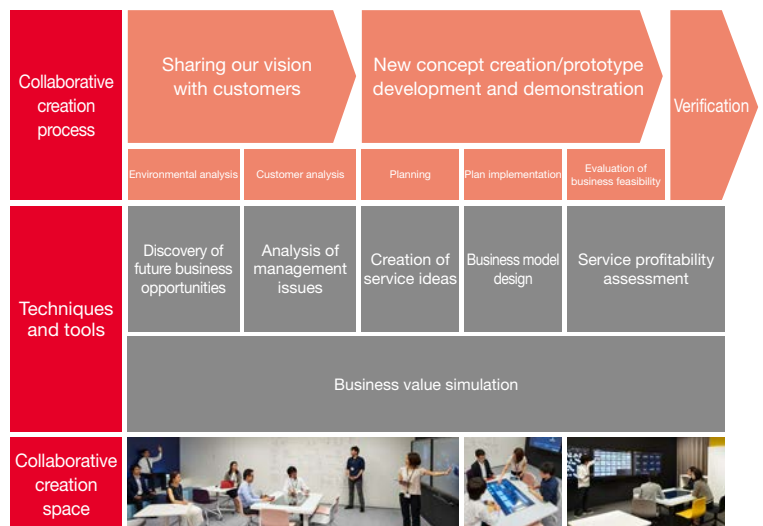 Collaborative
creation
process
Sharing our vision
with customers
New concept creation/prototype
development and demonstration
Verification
Environmental analysis
Customer analysis
Planning
Plan implementation
Evaluation of
business feasibility
Techniques
and tools
Discovery of
future business
opportunities
Analysis of
management
issues
Creation of
service ideas
Business model
design
Service profitability
assessment
Business value simulation
Collaborative
creation
space